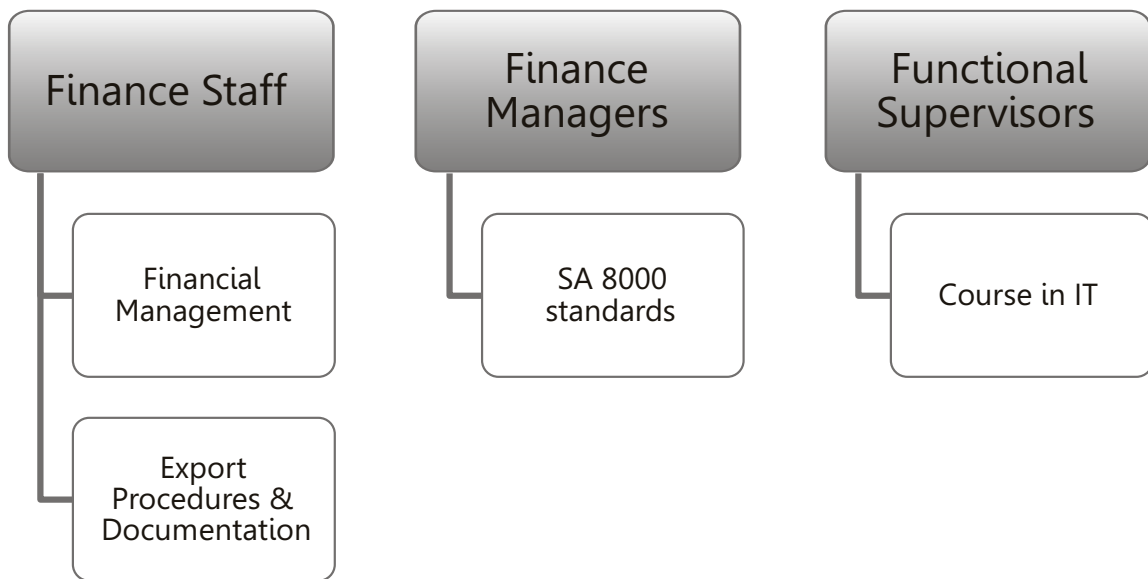 Finance Staff
Financial
Management
Export
Procedures &
Documentation
Finance
Managers
SA 8000
standards
Functional
Supervisors
Course in IT